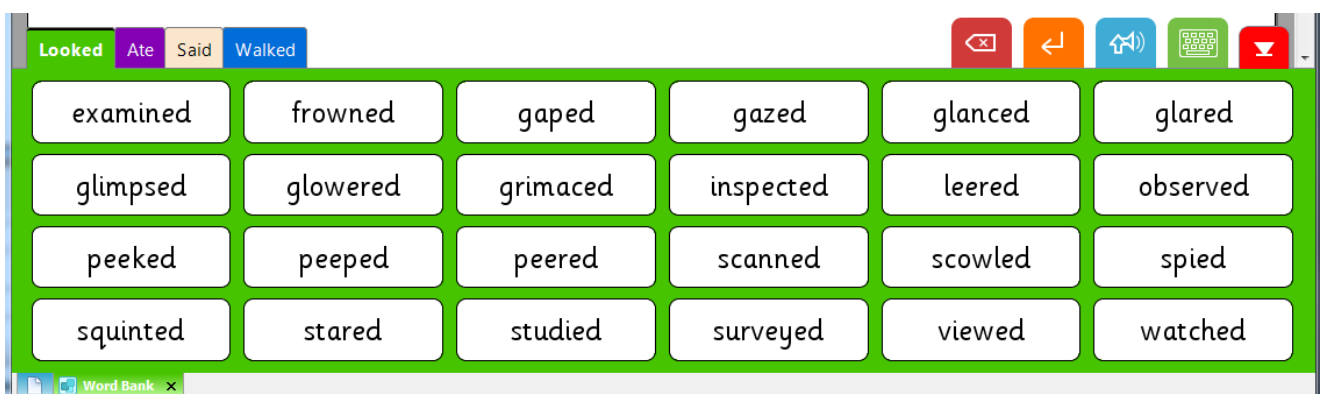 Looked Ate Said Walked
examined frowned gaped gazed glanced glared
glimpsed glowered grimaced inspected leered observed
peeked peeped peered scanned scowled spied
squinted stared studied surveyed viewed watched
Word Bank x